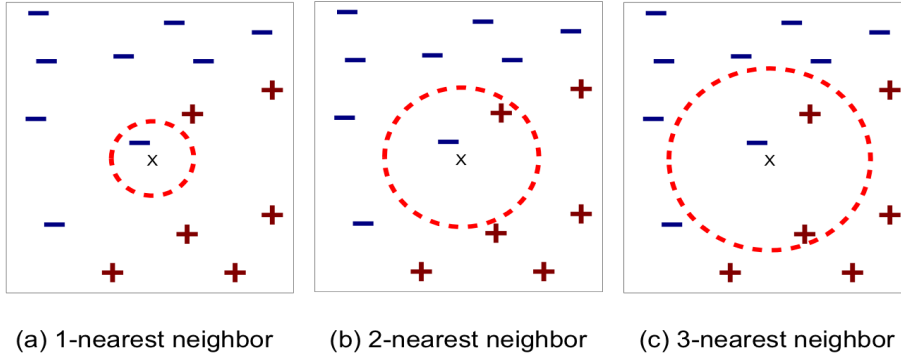 X
X
X
(a) 1-nearest neighbor
(b) 2-nearest neighbor
(c) 3-nearest neighbor